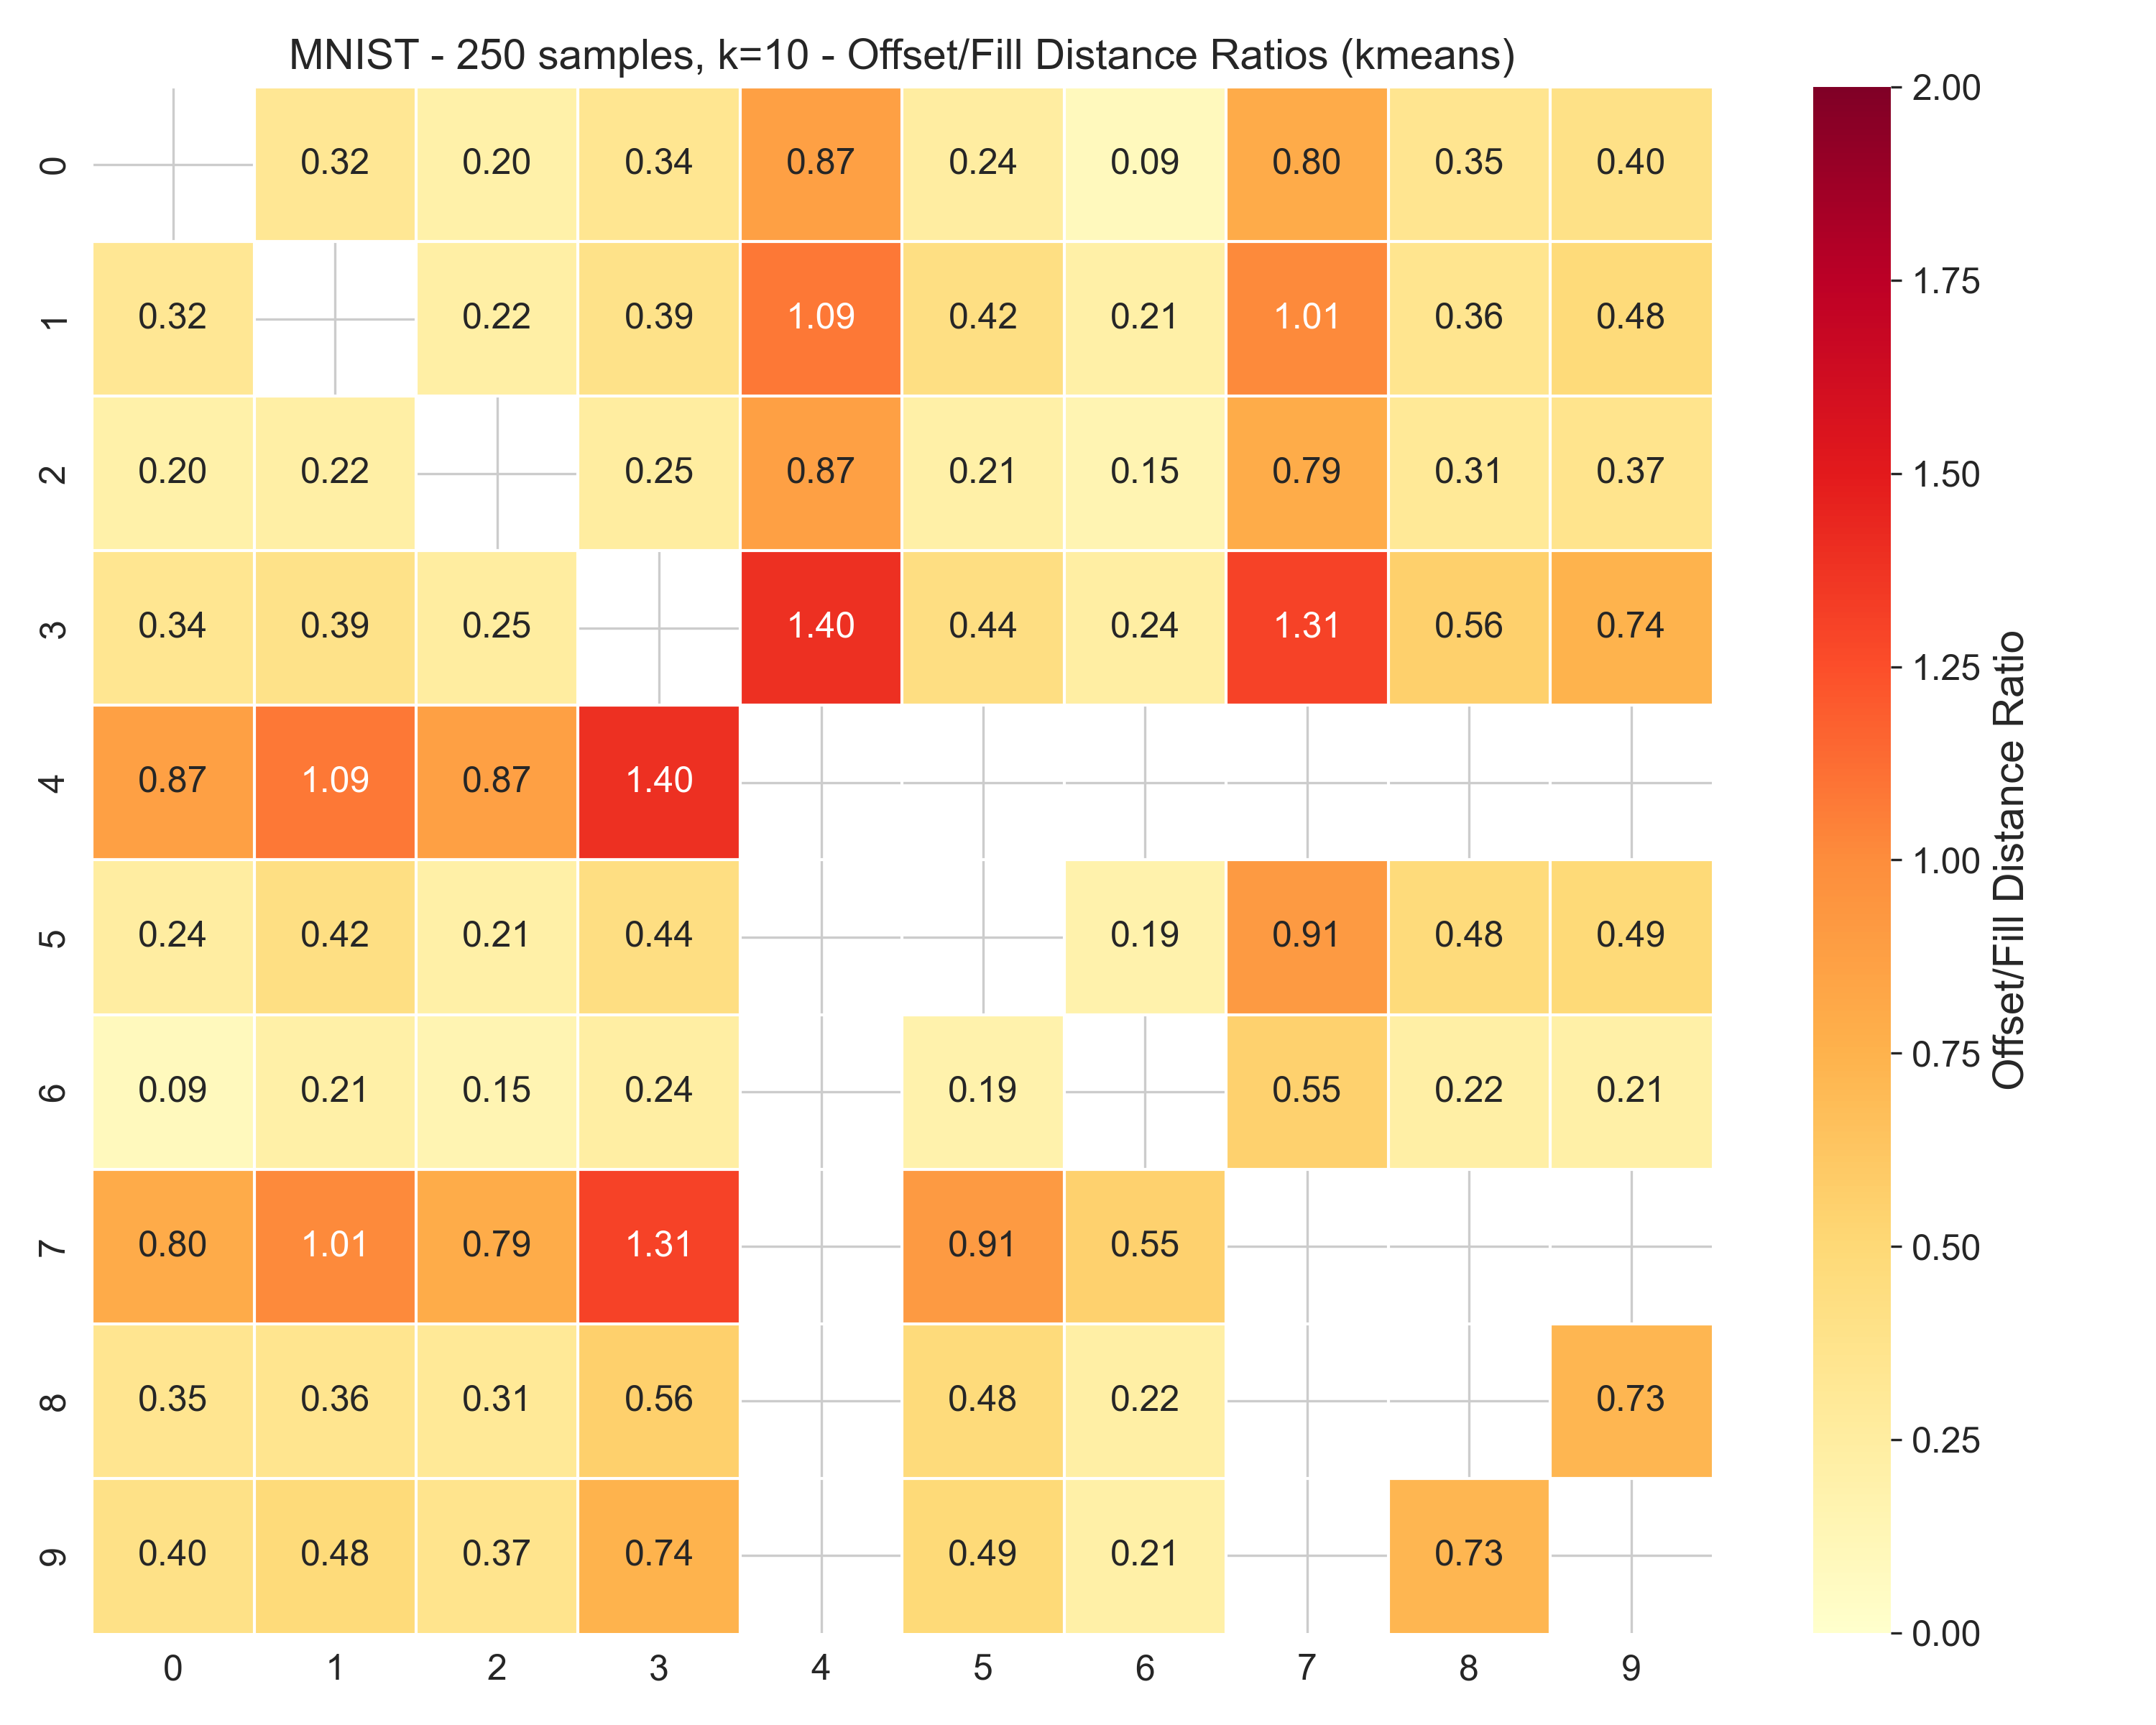 MNIST - 250 samples, k=10 - Offset/Fill Distance Ratios (kmeans)
0 0.32 0.20 0.34 0.87 0.24 0.09 0.80 0.35 0.40
1 0.32 0.22 0.39 1.09 0.42 0.21 1.01 0.36 0.48
2 0.20 0.22 0.25 0.87 0.21 0.15 0.79 0.31 0.37
3 0.34 0.39 0.25 1.40 0.44 0.24 1.31 0.56 0.74
4 0.87 1.09 0.87 1.40
5 0.24 0.42 0.21 0.44 0.19 0.91 0.48 0.49
6 0.09 0.21 0.15 0.24 0.19 0.55 0.22 0.21
7 0.80 1.01 0.79 1.31 0.91 0.55
8 0.35 0.36 0.31 0.56 0.48 0.22 0.73
9 0.40 0.48 0.37 0.74 0.49 0.21 0.73
0 1 2 3 4 5 6 7 8 9
2.00
1.75
1.50
1.25
1.00
0.75
0.50
0.25
0.00
Offset/Fill Distance Ratio